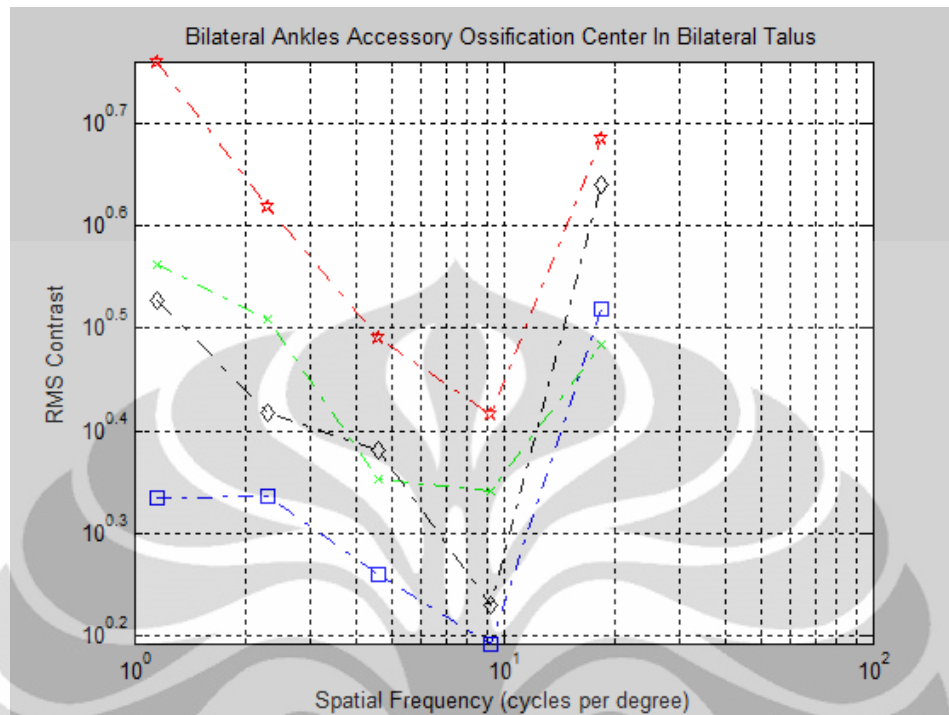 Bilateral Ankles Accessory Ossification Center In Bilateral Talus
10^0.7
10^0.6
10^0.5
10^0.4
10^0.3
10^0.2
RMS Contrast
10^0 10^1 10^2
Spatial Frequency (cycles per degree)